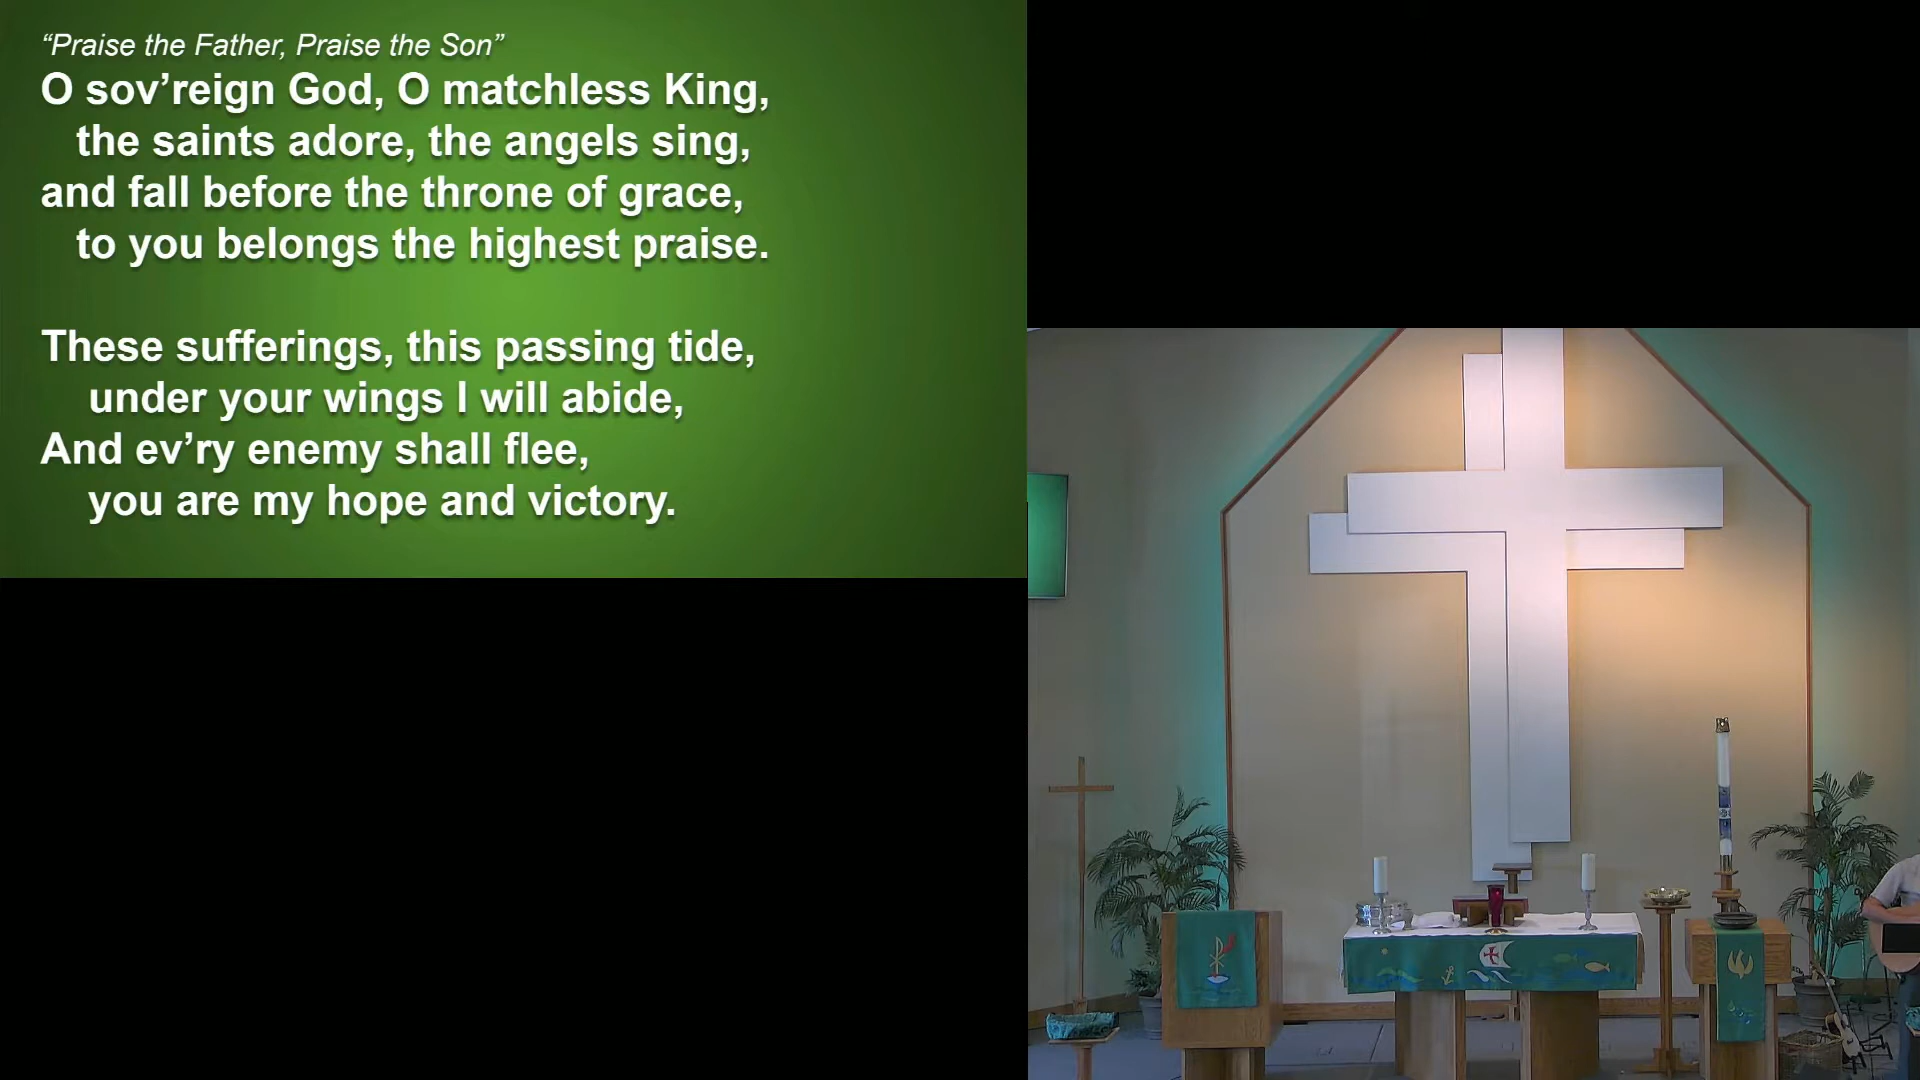 “Praise the Father, Praise the Son”
O sov’reign God, O matchless King,
the saints adore, the angels sing,
and fall before the throne of grace,
to you belongs the highest praise.
These sufferings, this passing tide,
under your wings I will abide,
And ev’ry enemy shall flee,
you are my hope and victory.